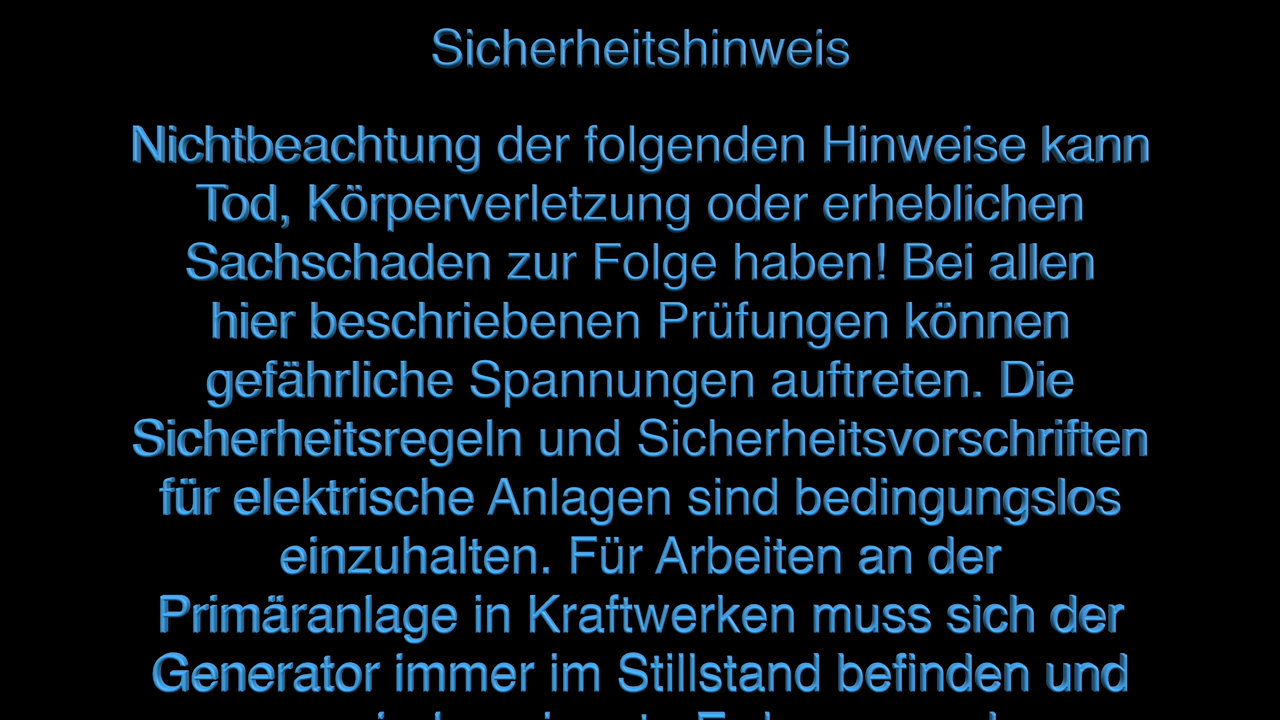 Sicherheitshinweis
Nichtbeachtung der folgenden Hinweise kann
Tod, Körperverletzung oder erheblichen
Sachschaden zur Folge haben! Bei allen
hier beschriebenen Prüfungen können
gefährliche Spannungen auftreten. Die
Sicherheitsregeln und Sicherheitsvorschriften
für elektrische Anlagen sind bedingungslos
einzuhalten. Für Arbeiten an der
Primäranlage in Kraftwerken muss sich der
Generator immer im Stillstand befinden und